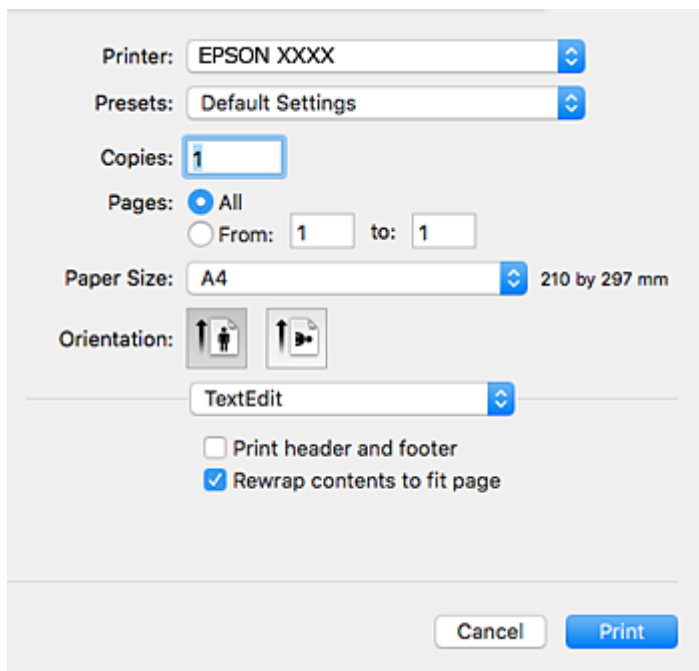 Printer: EPSON XXXX
Presets: Default Settings
Copies: 1
Pages: All
From: 1 to: 1
Paper Size: A4 210 by 297 mm
Orientation:
TextEdit
Print header and footer
Rewrap contents to fit page
Cancel Print